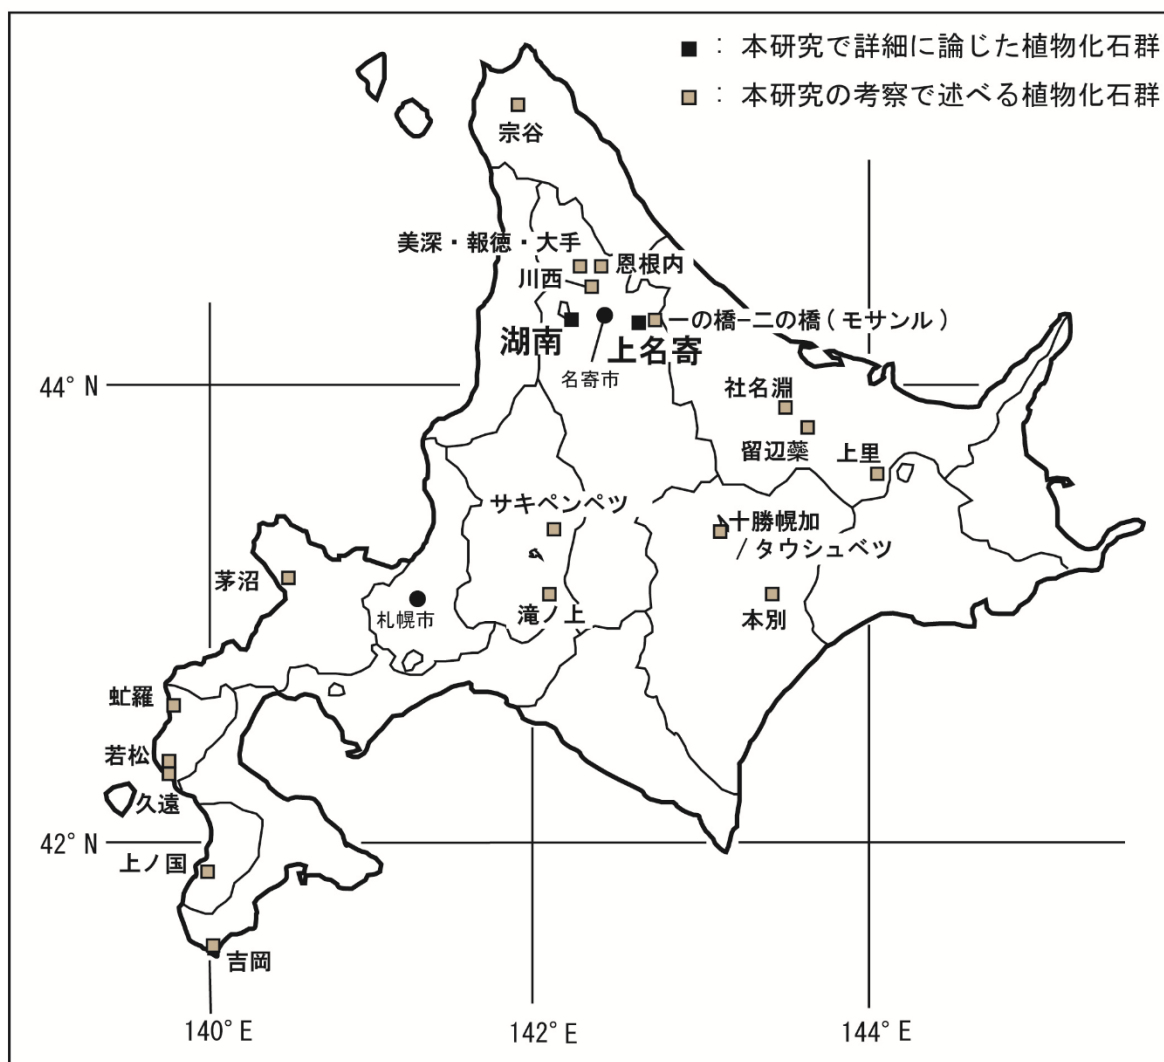 ■ : 本研究で詳細に論じた植物化石群
■ : 本研究の考察で述べる植物化石群
宗谷
美深・報徳・大手
恩根内
川西
一の橋-二の橋(モサンル)
湖南
上名寄
名寄市
44°N
社名淵
留辺蘂
上里
サキペンペツ
十勝幌加
/タウシュベツ
茅沼
札幌市
滝ノ上
本別
虻羅
若松
久遠
42°N
上ノ国
吉岡
140°E
142°E
144°E